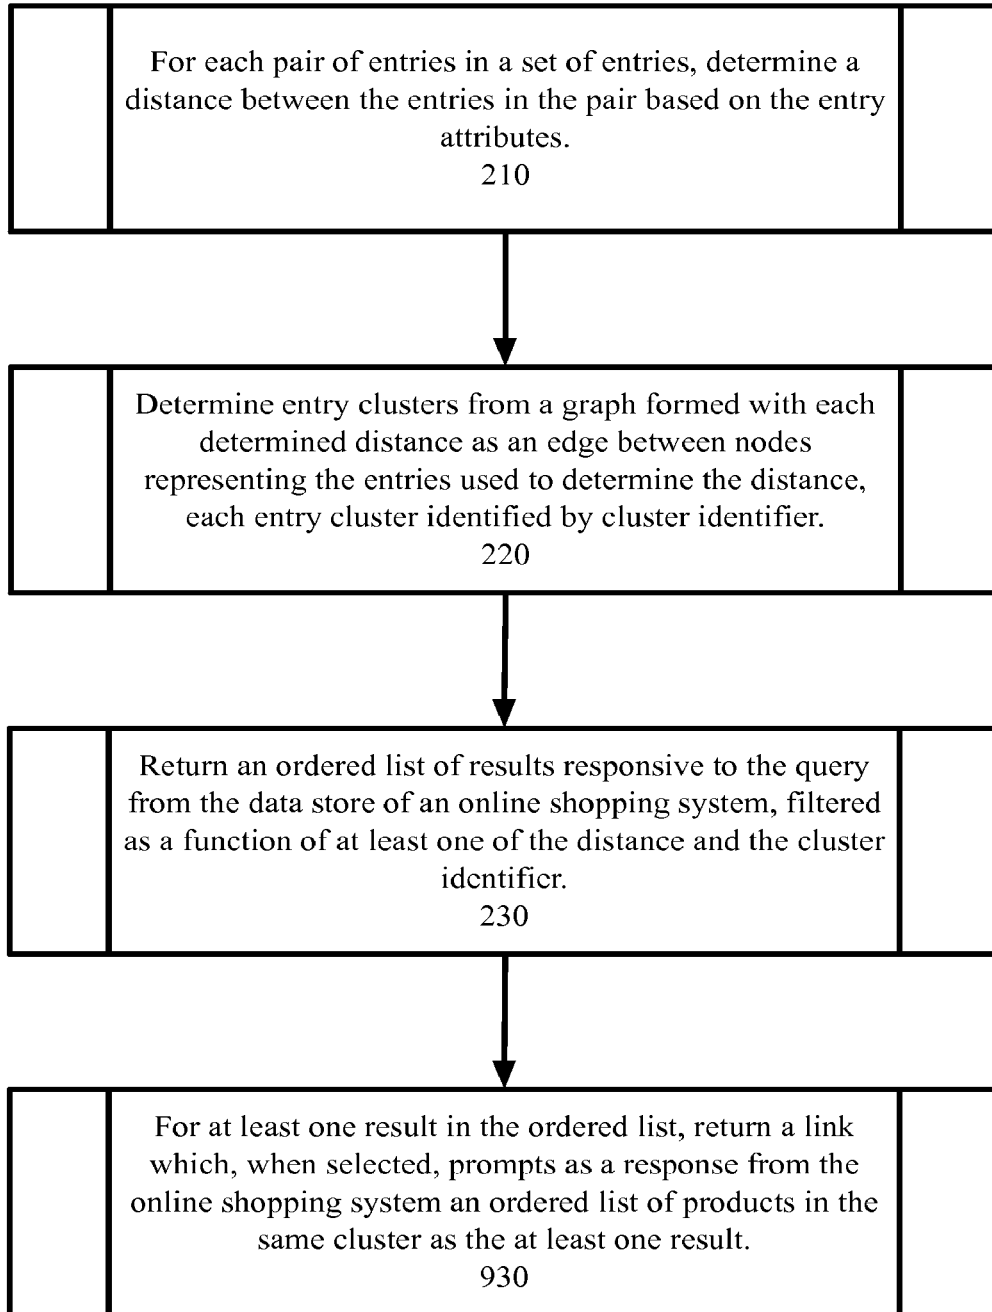 For each pair of entries in a set of entries, determine a
distance between the entries in the pair based on the entry
attributes.
210
Determine entry clusters from a graph formed with each
determined distance as an edge between nodes
representing the entries used to determine the distance,
each entry cluster identified by cluster identifier.
220
Return an ordered list of results responsive to the query
from the data store of an online shopping system, filtered
as a function of at least one of the distance and the cluster
identifier.
230
For at least one result in the ordered list, return a link
which, when selected, prompts as a response from the
online shopping system an ordered list of products in the
same cluster as the at least one result.
930